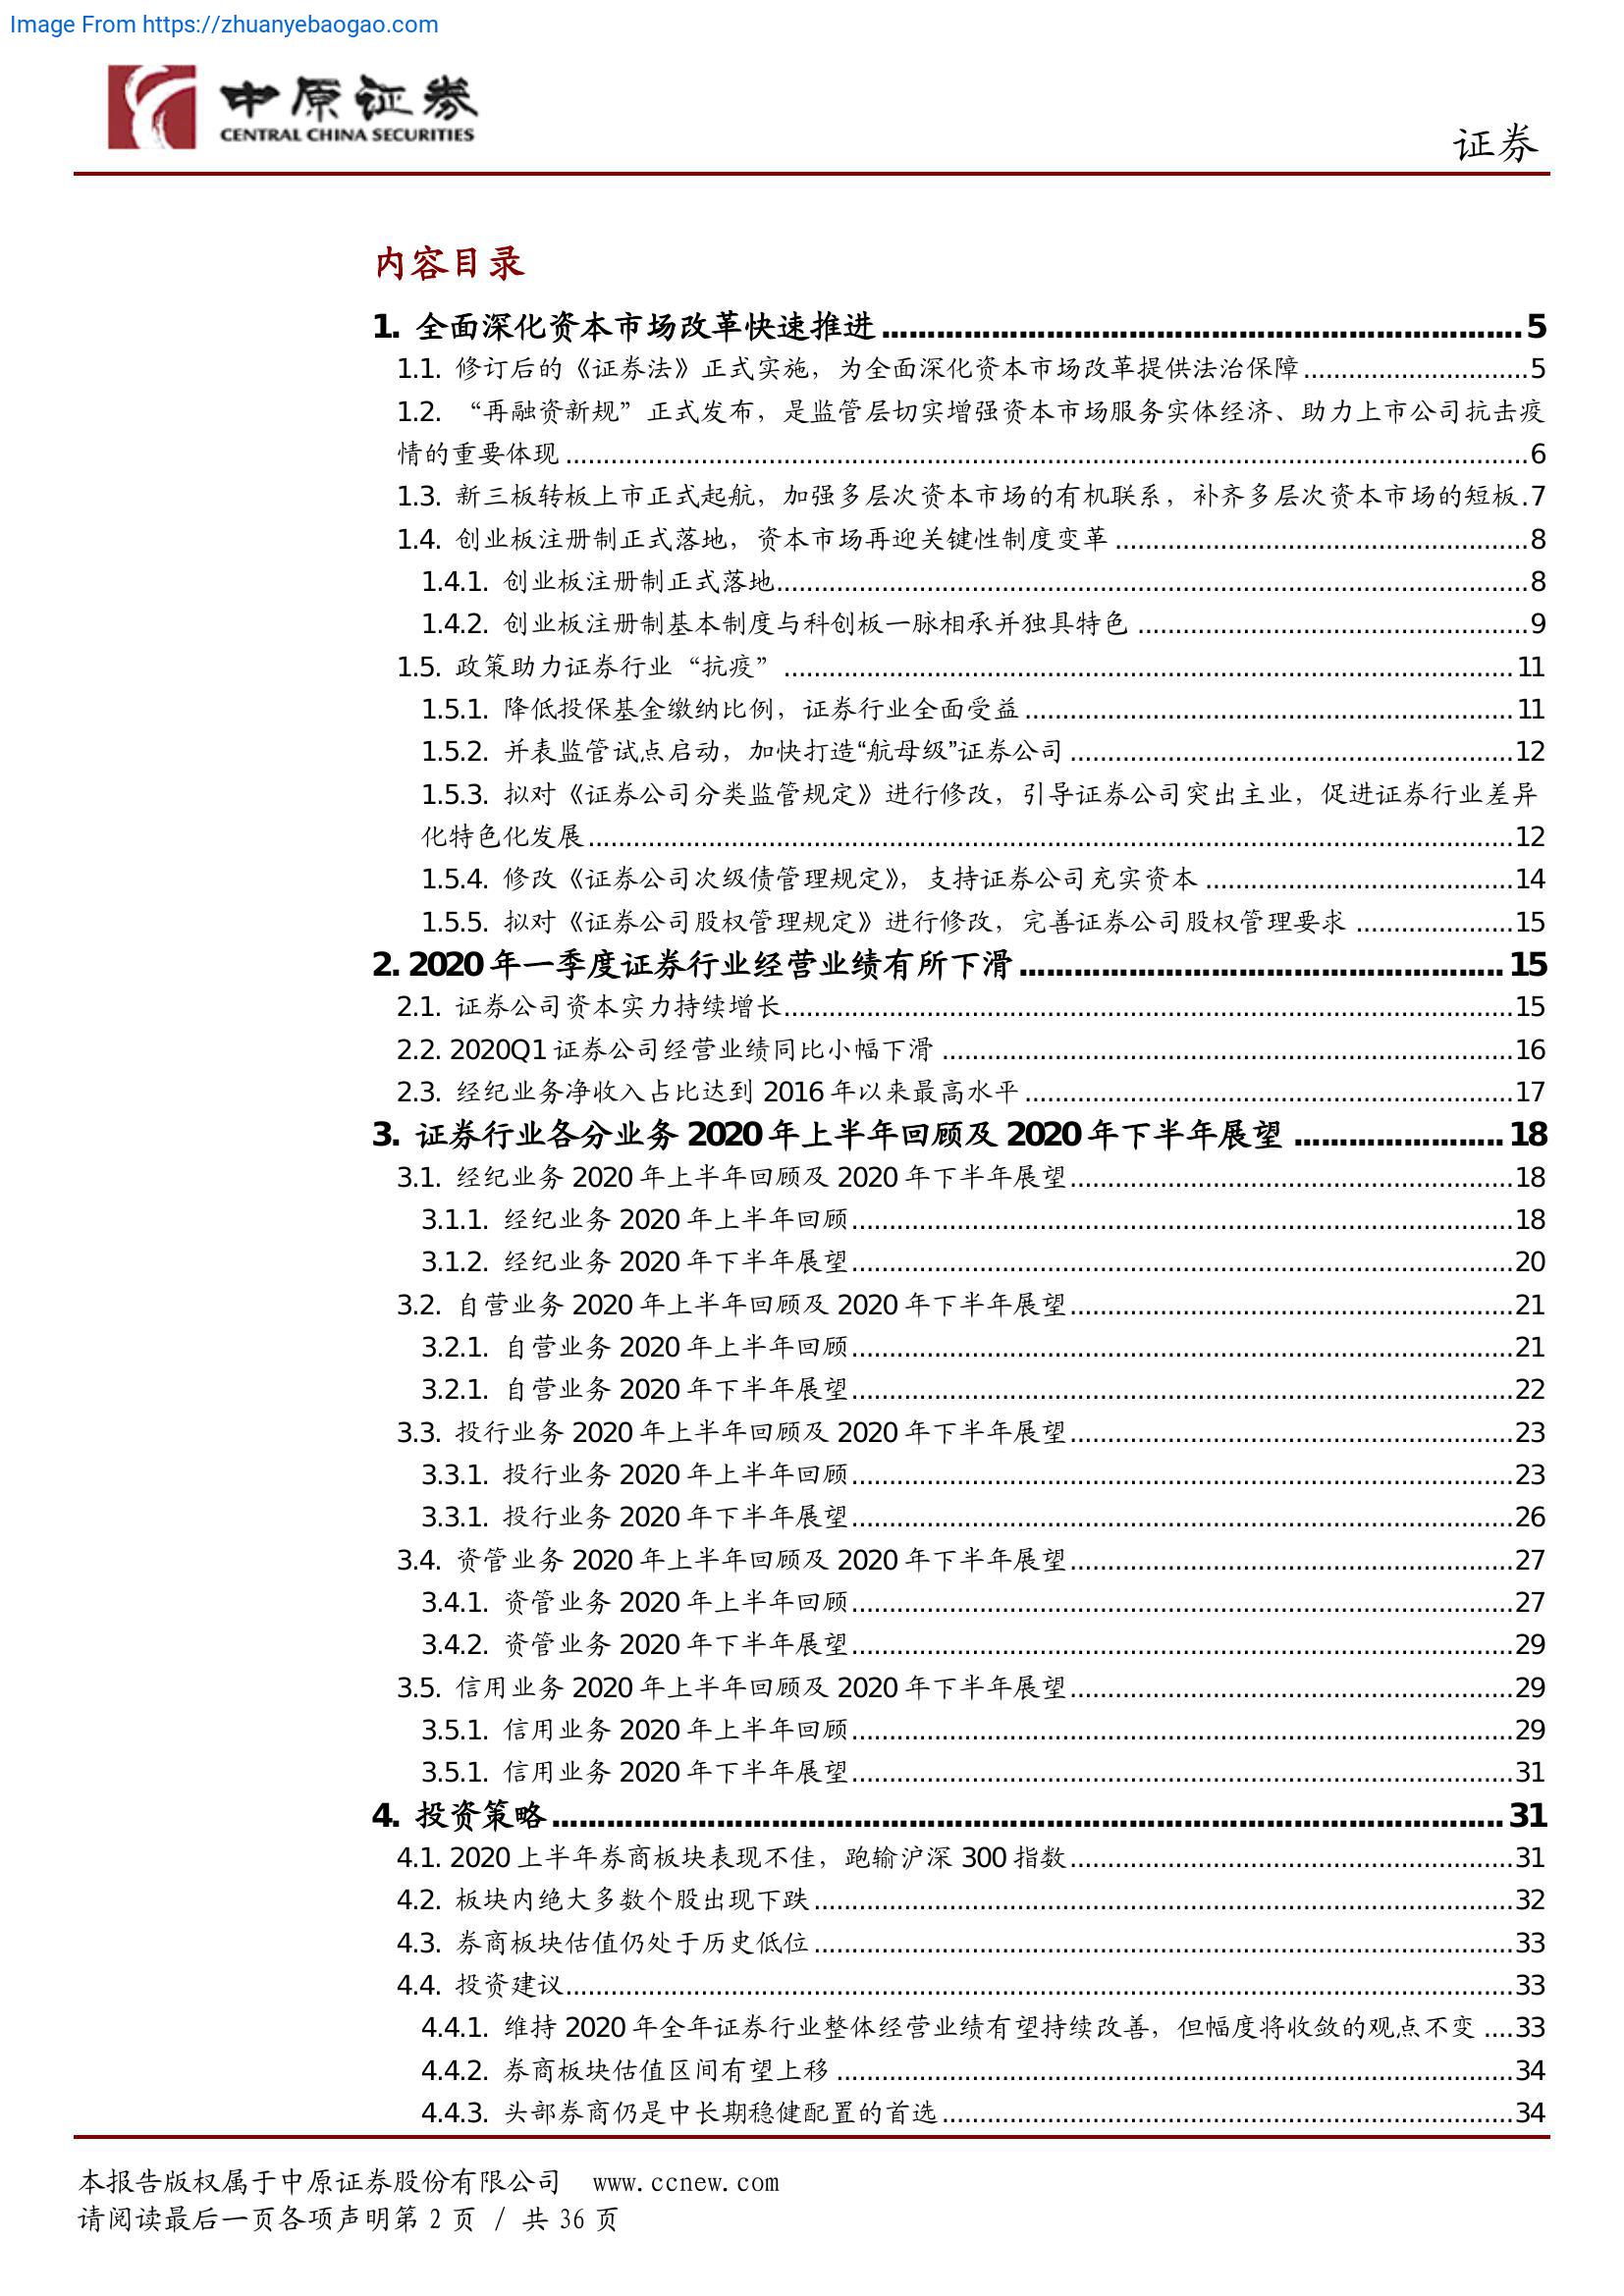 Image From https://zhuanyebaogao.com
中原证券
CENTRAL CHINA SECURITIES
证券
内容目录
1. 全面深化资本市场改革快速推进......................................................................5
1.1. 修订后的《证券法》正式实施，为全面深化资本市场改革提供法治保障..............................5
1.2. “再融资新规”正式发布，是监管层切实增强资本市场服务实体经济、助力上市公司抗击疫
情的重要体现................................................................................................................................6
1.3. 新三板转板上市正式起航，加强多层次资本市场的有机联系，补齐多层次资本市场的短板.7
1.4. 创业板注册制正式落地，资本市场再迎关键性制度变革.......................................................8
1.4.1. 创业板注册制正式落地....................................................................................................8
1.4.2. 创业板注册制基本制度与科创板一脉相承并独具特色....................................................9
1.5. 政策助力证券行业“抗疫”.................................................................................................11
1.5.1. 降低投保基金缴纳比例，证券行业全面受益.................................................................11
1.5.2. 并表监管试点启动，加快打造“航母级”证券公司...........................................................12
1.5.3. 拟对《证券公司分类监管规定》进行修改，引导证券公司突出主业，促进证券行业差异
化特色化发展...........................................................................................................................12
1.5.4. 修改《证券公司次级债管理规定》，支持证券公司充实资本.........................................14
1.5.5. 拟对《证券公司股权管理规定》进行修改，完善证券公司股权管理要求.....................15
2. 2020 年一季度证券行业经营业绩有所下滑.....................................................15
2.1. 证券公司资本实力持续增长.................................................................................................15
2.2. 2020Q1 证券公司经营业绩同比小幅下滑............................................................................16
2.3. 经纪业务净收入占比达到 2016 年以来最高水平.................................................................17
3. 证券行业各分业务 2020 年上半年回顾及 2020 年下半年展望.......................18
3.1. 经纪业务 2020 年上半年回顾及 2020 年下半年展望...........................................................18
3.1.1. 经纪业务 2020 年上半年回顾........................................................................................18
3.1.2. 经纪业务 2020 年下半年展望........................................................................................20
3.2. 自营业务 2020 年上半年回顾及 2020 年下半年展望...........................................................21
3.2.1. 自营业务 2020 年上半年回顾........................................................................................21
3.2.1. 自营业务 2020 年下半年展望........................................................................................22
3.3. 投行业务 2020 年上半年回顾及 2020 年下半年展望...........................................................23
3.3.1. 投行业务 2020 年上半年回顾........................................................................................23
3.3.1. 投行业务 2020 年下半年展望........................................................................................26
3.4. 资管业务 2020 年上半年回顾及 2020 年下半年展望...........................................................27
3.4.1. 资管业务 2020 年上半年回顾........................................................................................27
3.4.2. 资管业务 2020 年下半年展望........................................................................................29
3.5. 信用业务 2020 年上半年回顾及 2020 年下半年展望...........................................................29
3.5.1. 信用业务 2020 年上半年回顾........................................................................................29
3.5.1. 信用业务 2020 年下半年展望........................................................................................31
4. 投资策略........................................................................................................31
4.1. 2020 上半年券商板块表现不佳，跑输沪深 300 指数...........................................................31
4.2. 板块内绝大多数个股出现下跌.............................................................................................32
4.3. 券商板块估值仍处于历史低位.............................................................................................33
4.4. 投资建议..............................................................................................................................33
4.4.1. 维持 2020 年全年证券行业整体经营业绩有望持续改善，但幅度将收敛的观点不变....33
4.4.2. 券商板块估值区间有望上移..........................................................................................34
4.4.3. 头部券商仍是中长期稳健配置的首选............................................................................34
本报告版权属于中原证券股份有限公司 www.ccnew.com
请阅读最后一页各项声明第 2 页 / 共 36 页